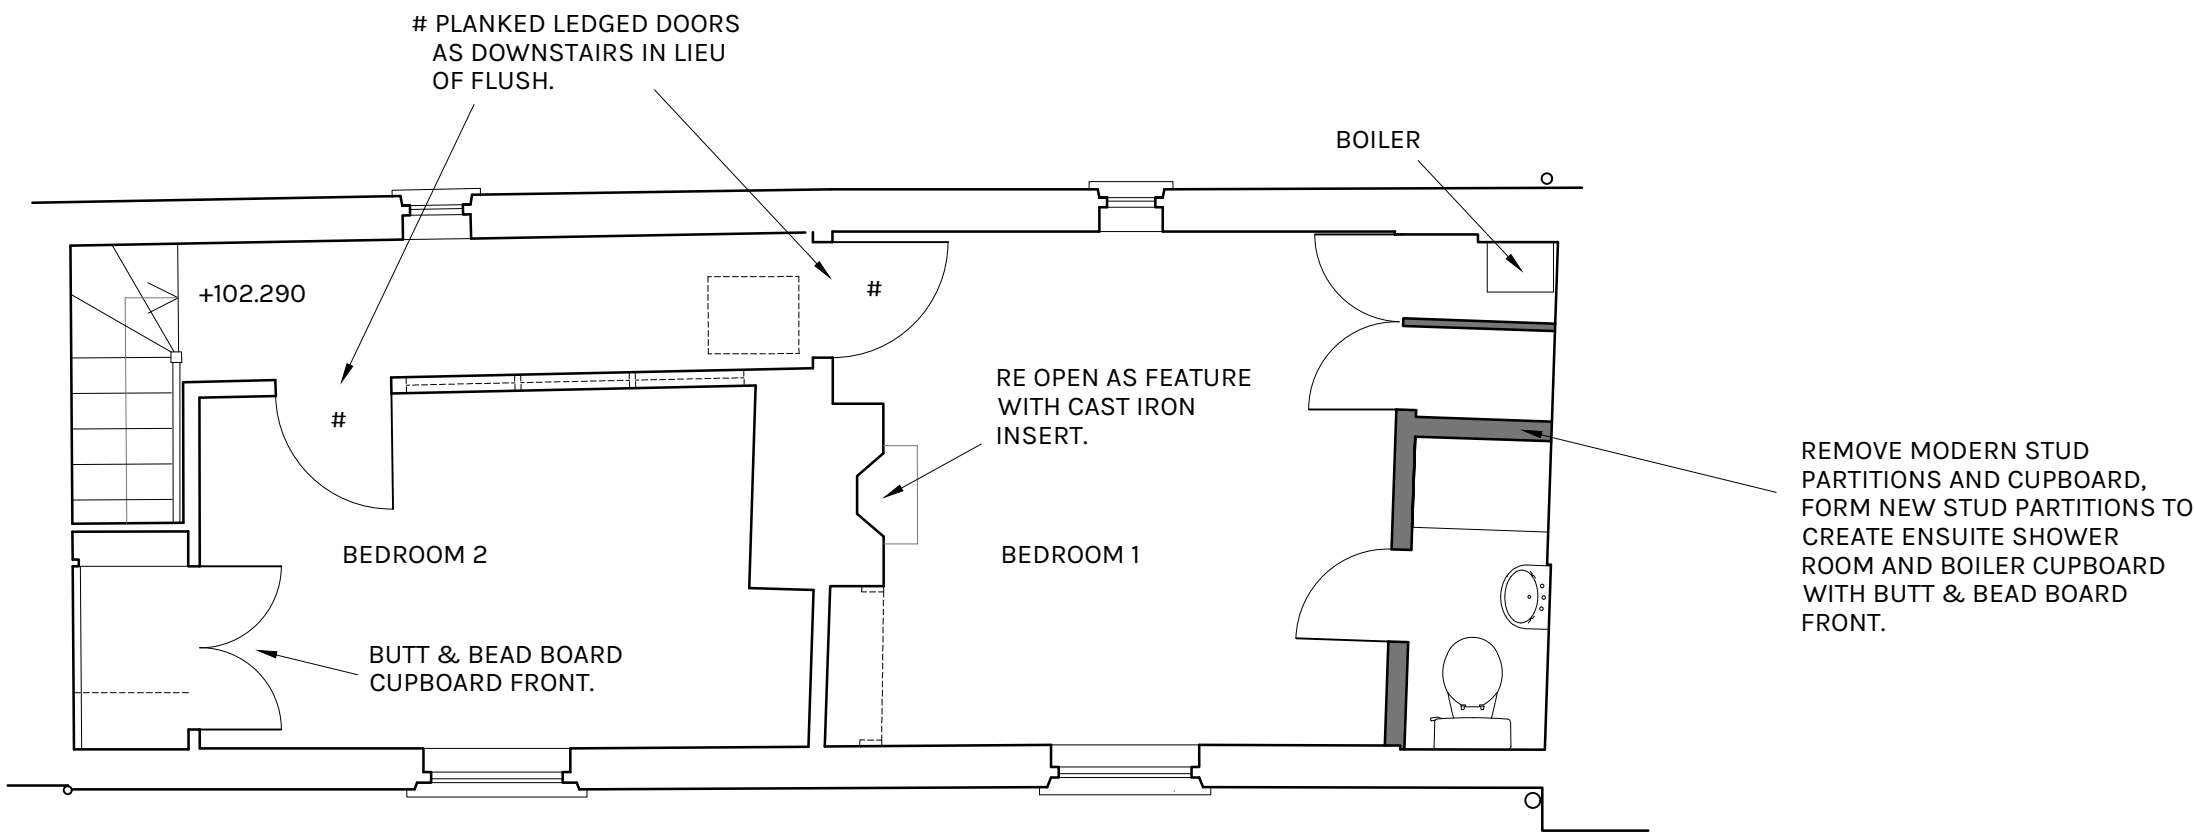 # PLANKED LEDGED DOORS
AS DOWNSTAIRS IN LIEU
OF FLUSH.
BOILER
+102.290
#
#
RE OPEN AS FEATURE
WITH CAST IRON
INSERT.
REMOVE MODERN STUD
PARTITIONS AND CUPBOARD,
FORM NEW STUD PARTITIONS TO
CREATE ENSUITE SHOWER
ROOM AND BOILER CUPBOARD
WITH BUTT & BEAD BOARD
FRONT.
BEDROOM 2
BEDROOM 1
BUTT & BEAD BOARD
CUPBOARD FRONT.